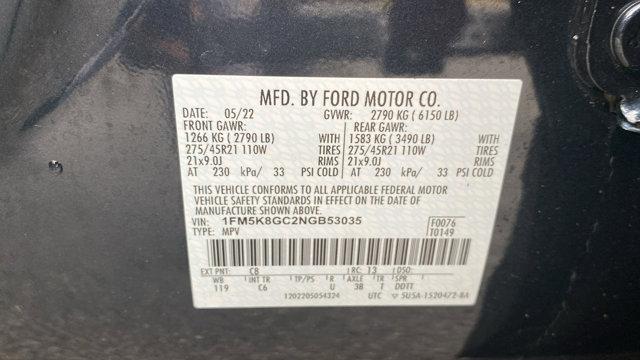 MFD. BY FORD MOTOR CO.
DATE: 05/22 GVWR: 2790 KG ( 6150 LB)
FRONT GAWR: REAR GAWR:
1266 KG ( 2790 LB) WITH 1583 KG ( 3490 LB) WITH
275/45R21 110W TIRES 275/45R21 110W TIRES
21x9.0J RIMS 21x9.0J RIMS
AT 230 kPa/ 33 PSI COLD AT 230 kPa/ 33 PSI COLD
THIS VEHICLE CONFORMS TO ALL APPLICABLE FEDERAL MOTOR
VEHICLE SAFETY STANDARDS IN EFFECT ON THE DATE OF
MANUFACTURE SHOWN ABOVE.
VIN: 1FM5K8GC2NGB53035 F0076
TYPE: MPV T0149
EXT PNT: C8 RC: 13 DSO:
WB INT TR TP/PS R AXLE TR SPR
119 C6 U 3B T DDTT
1202205054324 UTC 5U5A-1520472-BA